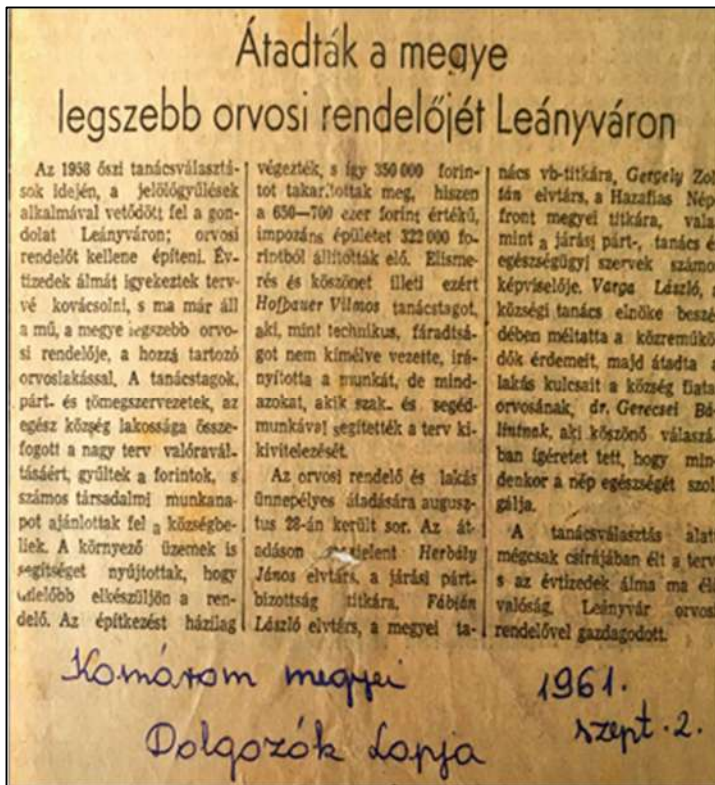 Átadták a megye
legszebb orvosi rendelőjét Leányváron
Az 1958 őszi tanácsválasztá-
sok idején, a jelölőgyűlések
alkalmával vetődött fel a gon-
dolat Leányváron; orvosi
rendelőt kellene építeni. Év-
tizedek álmát igyekeztek terv-
vé kovácsolni, s ma már áll
a mű, a megye legszebb orvo-
si rendelője, a hozzá tartozó
orvoslakással. A tanácstagok,
párt- és tömegszervezetek, az
egész község lakossága össze-
fogott a nagy terv valóravál-
tásáért, gyűltek a forintok, s
számos társadalmi munkana-
pot ajánlottak fel a községbe-
liek. A környező üzemek is
segítséget nyújtottak, hogy
idelőbb elkészüljön a ren-
delő. Az építkezést házilag
végezték, s így 350 000 forin-
tot takarítottak meg, hiszen
a 650—700 ezer forint értékű,
impozáns épületet 322 000 fo-
rintból állították elő. Elisme-
rés és köszönet illeti ezért
Hofbauer Vilmos tanácstagot,
aki, mint technikus, fáradtsá-
got nem kímélve vezette, irá-
nyította a munkát, de mind-
azokat, akik szak- és segéd-
munkával segítették a terv ki-
kivitelezését.
Az orvosi rendelő és lakás
ünnepélyes átadására augusz-
tus 28-án került sor. Az át-
adáson Herbály
János elvtárs, a járási párt-
bizottság titkára, Fábián
László elvtárs, a megyei ta-
nács vb-titkára, Gergely Zol-
tán elvtárs, a Hazafias Nép-
front megyei titkára, vala-
mint a járási párt-, tanács é
egészségügyi szervek számo
képviselője. Varga László,
községi tanács elnöke beszé
dében méltatta a közreműkö
dők érdemeit, majd átadta a
lakás kulcsait a község fiata
orvosának, dr. Gerecsei Bá-
lintnak, aki köszönő válaszá-
ban ígéretet tett, hogy min-
denkor a nép egészségét szol
gálja.
A tanácsválasztás alat
mégcsak csírájában élt a terv
s az évtizedek álma ma él
valóság. Leányvár orvos
rendelővel gazdagodott.
Komárom megyei
Dolgozók Lapja
1961.
szept. 2.